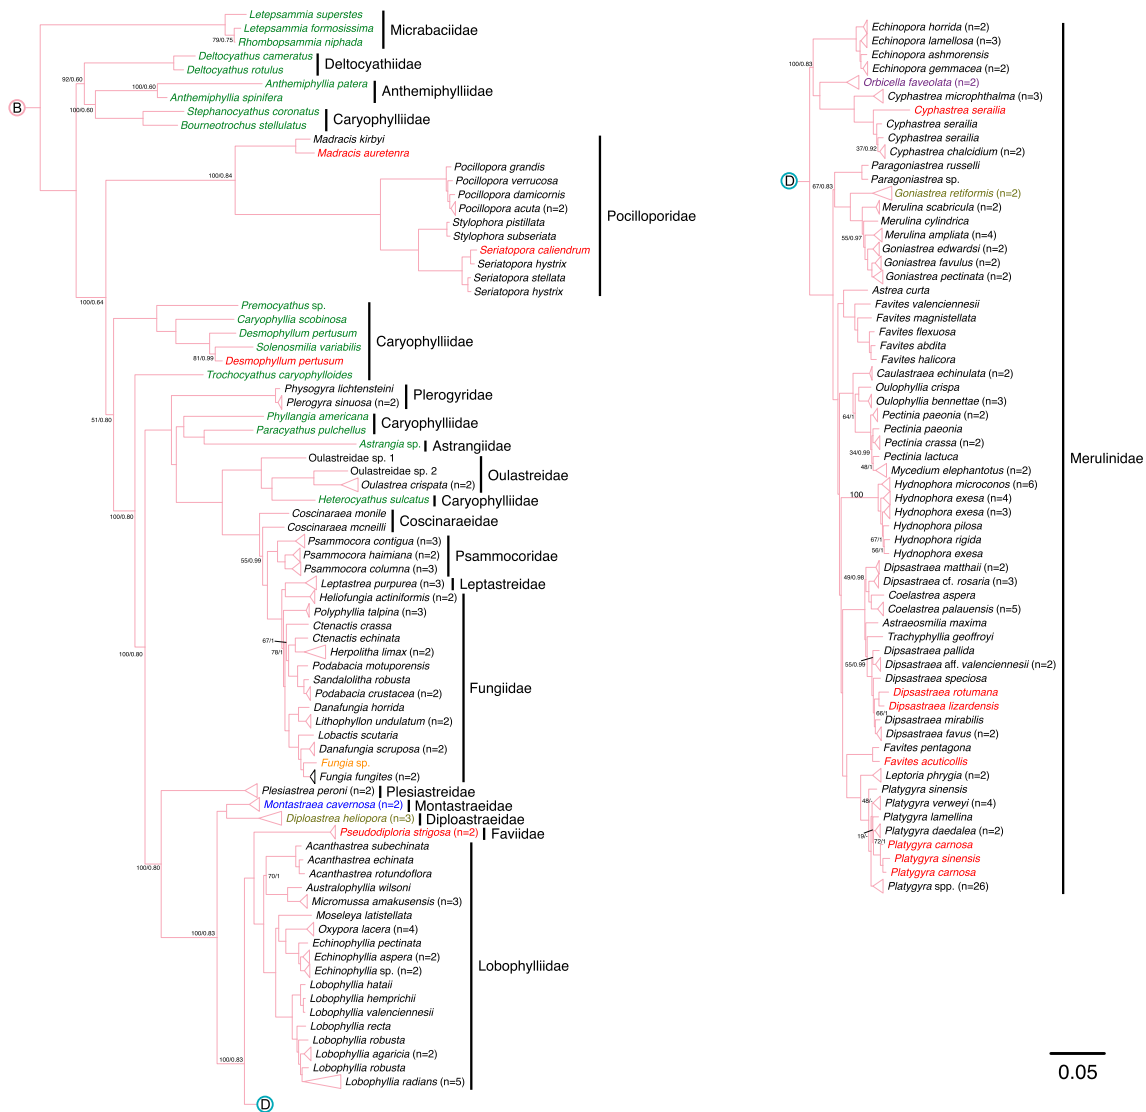 Letepsammia superstes
Letepsammia formosissima
Rhombopsammia niphada
79/0.75
Micrabaciidae
Deltocyathus cameratus
Deltocyathus rotulus
Deltocyathiidae
92/0.60
Anthemiphyllia patera
100/0.60
Anthemiphyllia spinifera
Anthemiphylliidae
B
100/0.60
Stephanocyathus coronatus
Bourneotrochus stellulatus
Caryophylliidae
Madracis kirbyi
Madracis auretenra
100/0.84
Pocillopora grandis
Pocillopora verrucosa
Pocillopora damicornis
Pocillopora acuta (n=2)
Stylophora pistillata
Stylophora subseriata
Seriatopora caliendrum
Seriatopora hystrix
Seriatopora stellata
Seriatopora hystrix
Pocilloporidae
100/0.64
Premocyathus sp.
Caryophyllia scobinosa
Desmophyllum pertusum
Solenosmilia variabilis
81/0.99
Desmophyllum pertusum
Trochocyathus caryophylloides
Caryophylliidae
Physogyra lichtensteini
Plerogyra sinuosa (n=2)
Plerogyridae
51/0.80
Phyllangia americana
Paracyathus pulchellus
Caryophylliidae
Astrangia sp.
Astrangiidae
Oulastreidae sp. 1
Oulastreidae sp. 2
Oulastrea crispata (n=2)
Oulastreidae
Heterocyathus sulcatus
Caryophylliidae
100/0.80
Coscinaraea monile
Coscinaraea mcneilli
Coscinaraeidae
Psammocora contigua (n=3)
Psammocora haimiana (n=2)
Psammocora columna (n=3)
Psammocoridae
55/0.99
Leptastrea purpurea (n=3)
Leptastreidae
Heliofungia actiniformis (n=2)
Polyphyllia talpina (n=3)
Ctenactis crassa
Ctenactis echinata
67/1
78/1
Herpolitha limax (n=2)
Podabacia motuporensis
Sandalolitha robusta
Podabacia crustacea (n=2)
Danafungia horrida
Lithophyllon undulatum (n=2)
Lobactis scutaria
Danafungia scruposa (n=2)
Fungia sp.
Fungia fungites (n=2)
Fungiidae
100/0.80
Plesiastrea peroni (n=2)
Plesiastreidae
Montastraea cavernosa (n=2)
Montastraeidae
Diploastrea heliopora (n=3)
Diploastraeidae
Pseudodiploria strigosa (n=2)
Faviidae
100/0.80
Acanthastrea subechinata
Acanthastrea echinata
Acanthastrea rotundoflora
70/1
Australophyllia wilsoni
Micromussa amakusensis (n=3)
Moseleya latistellata
Oxypora lacera (n=4)
100/0.83
Echinophyllia pectinata
Echinophyllia aspera (n=2)
Echinophyllia sp. (n=2)
Lobophyllia hataii
Lobophyllia hemprichii
Lobophyllia valenciennesii
Lobophyllia recta
Lobophyllia robusta
Lobophyllia agaricia (n=2)
Lobophyllia robusta
Lobophyllia radians (n=5)
Lobophylliidae
100/0.83
D
Echinopora horrida (n=2)
Echinopora lamellosa (n=3)
Echinopora ashmorensis
Echinopora gemmacea (n=2)
100/0.83
Orbicella faveolata (n=2)
Cyphastrea microphthalma (n=3)
Cyphastrea serailia
Cyphastrea serailia
Cyphastrea serailia
37/0.92
Cyphastrea chalcidium (n=2)
D
Paragoniastrea russelli
Paragoniastrea sp.
67/0.83
Goniastrea retiformis (n=2)
Merulina scabricula (n=2)
Merulina cylindrica
55/0.97
Merulina ampliata (n=4)
Goniastrea edwardsi (n=2)
Goniastrea favulus (n=2)
Goniastrea pectinata (n=2)
Astrea curta
Favites valenciennesii
Favites magnistellata
Favites flexuosa
Favites abdita
Favites halicora
Caulastraea echinulata (n=2)
Oulophyllia crispa
Oulophyllia bennettae (n=3)
64/1
Pectinia paeonia (n=2)
Pectinia paeonia
Pectinia crassa (n=2)
34/0.99
Pectinia lactuca
48/1
Mycedium elephantotus (n=2)
Hydnophora microconos (n=6)
100
Hydnophora exesa (n=4)
Hydnophora exesa (n=3)
Hydnophora pilosa
67/1
Hydnophora rigida
56/1
Hydnophora exesa
Dipsastraea matthaii (n=2)
49/0.98
Dipsastraea cf. rosaria (n=3)
Coelastrea aspera
Coelastrea palauensis (n=5)
Astraeosmilia maxima
Trachyphyllia geoffroyi
Dipsastraea pallida
55/0.99
Dipsastraea aff. valenciennesii (n=2)
Dipsastraea speciosa
Dipsastraea rotumana
Dipsastraea lizardensis
66/1
Dipsastraea mirabilis
Dipsastraea favus (n=2)
Favites pentagona
Favites acuticollis
Leptoria phrygia (n=2)
Platygyra sinensis
48/-
Platygyra verweyi (n=4)
Platygyra lamellina
Platygyra daedalea (n=2)
19/-
72/1
Platygyra carnosa
Platygyra sinensis
Platygyra carnosa
Platygyra spp. (n=26)
Merulinidae
0.05